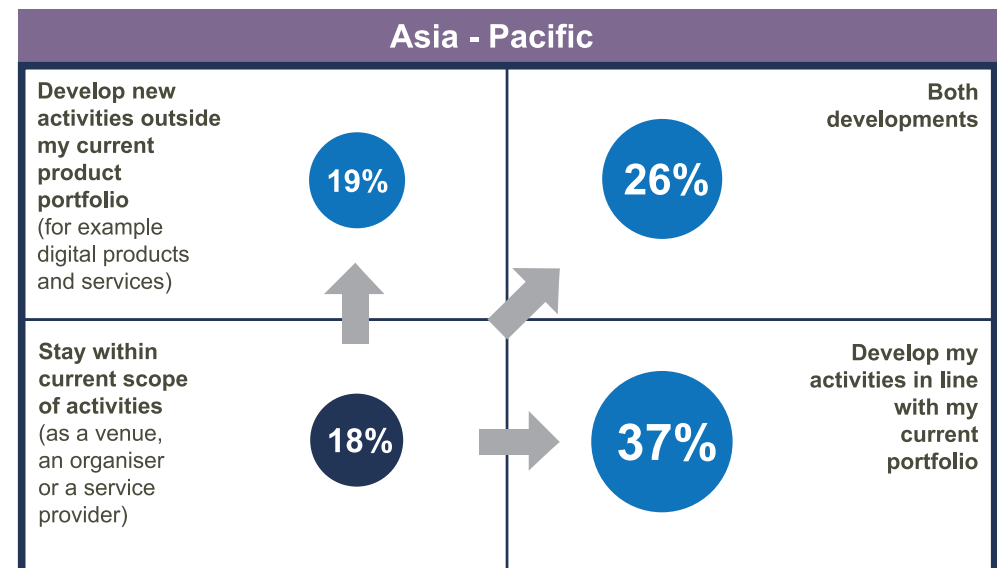 Asia - Pacific
Develop new
activities outside
my current
product
portfolio
(for example
digital products
and services)
19%
26%
Both
developments
Stay within
current scope
of activities
(as a venue,
an organiser
or a service
provider)
18%
37%
Develop my
activities in line
with my
current
portfolio